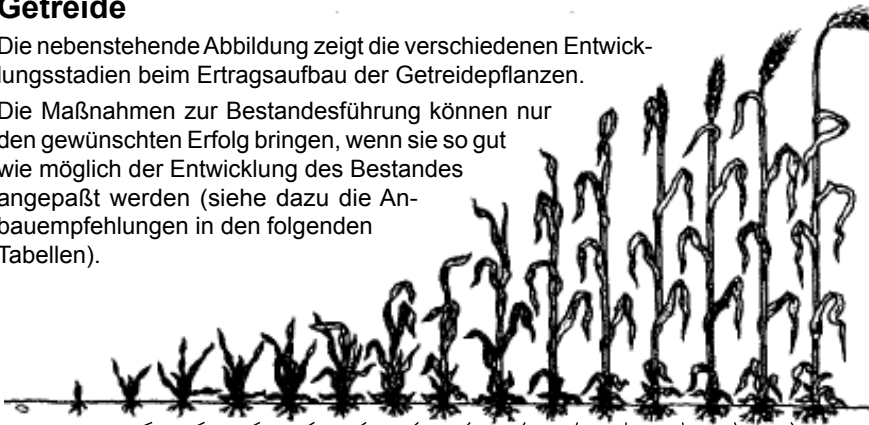 Getreide
Die nebenstehende Abbildung zeigt die verschiedenen Entwick-
lungsstadien beim Ertragsaufbau der Getreidepflanzen.
Die Maßnahmen zur Bestandesführung können nur
den gewünschten Erfolg bringen, wenn sie so gut
wie möglich der Entwicklung des Bestandes
angepaßt werden (siehe dazu die An-
bauempfehlungen in den folgenden
Tabellen).